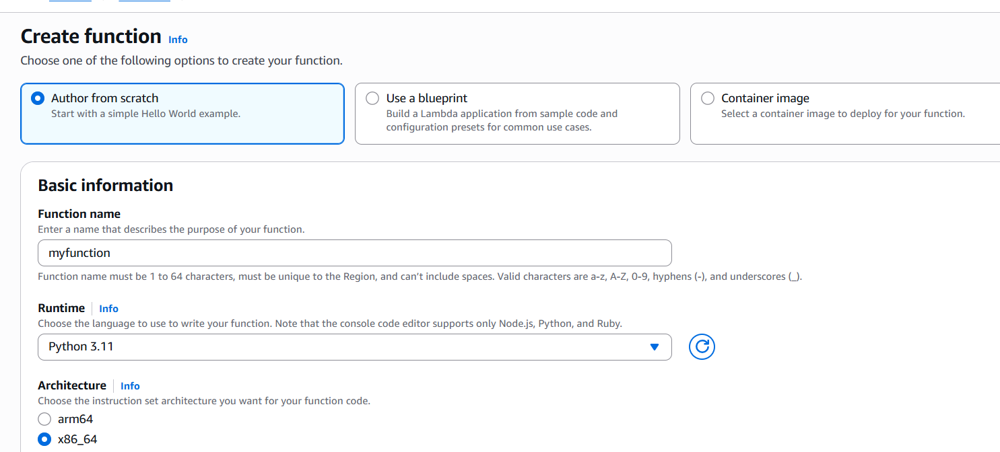 Create function Info
Choose one of the following options to create your function.
Author from scratch
Start with a simple Hello World example.
Use a blueprint
Build a Lambda application from sample code and
configuration presets for common use cases.
Container image
Select a container image to deploy for your function.
Basic information
Function name
Enter a name that describes the purpose of your function.
myfunction
Function name must be 1 to 64 characters, must be unique to the Region, and can’t include spaces. Valid characters are a-z, A-Z, 0-9, hyphens (-), and underscores (_).
Runtime Info
Choose the language to use to write your function. Note that the console code editor supports only Node.js, Python, and Ruby.
Python 3.11
Architecture Info
Choose the instruction set architecture you want for your function code.
arm64
x86_64